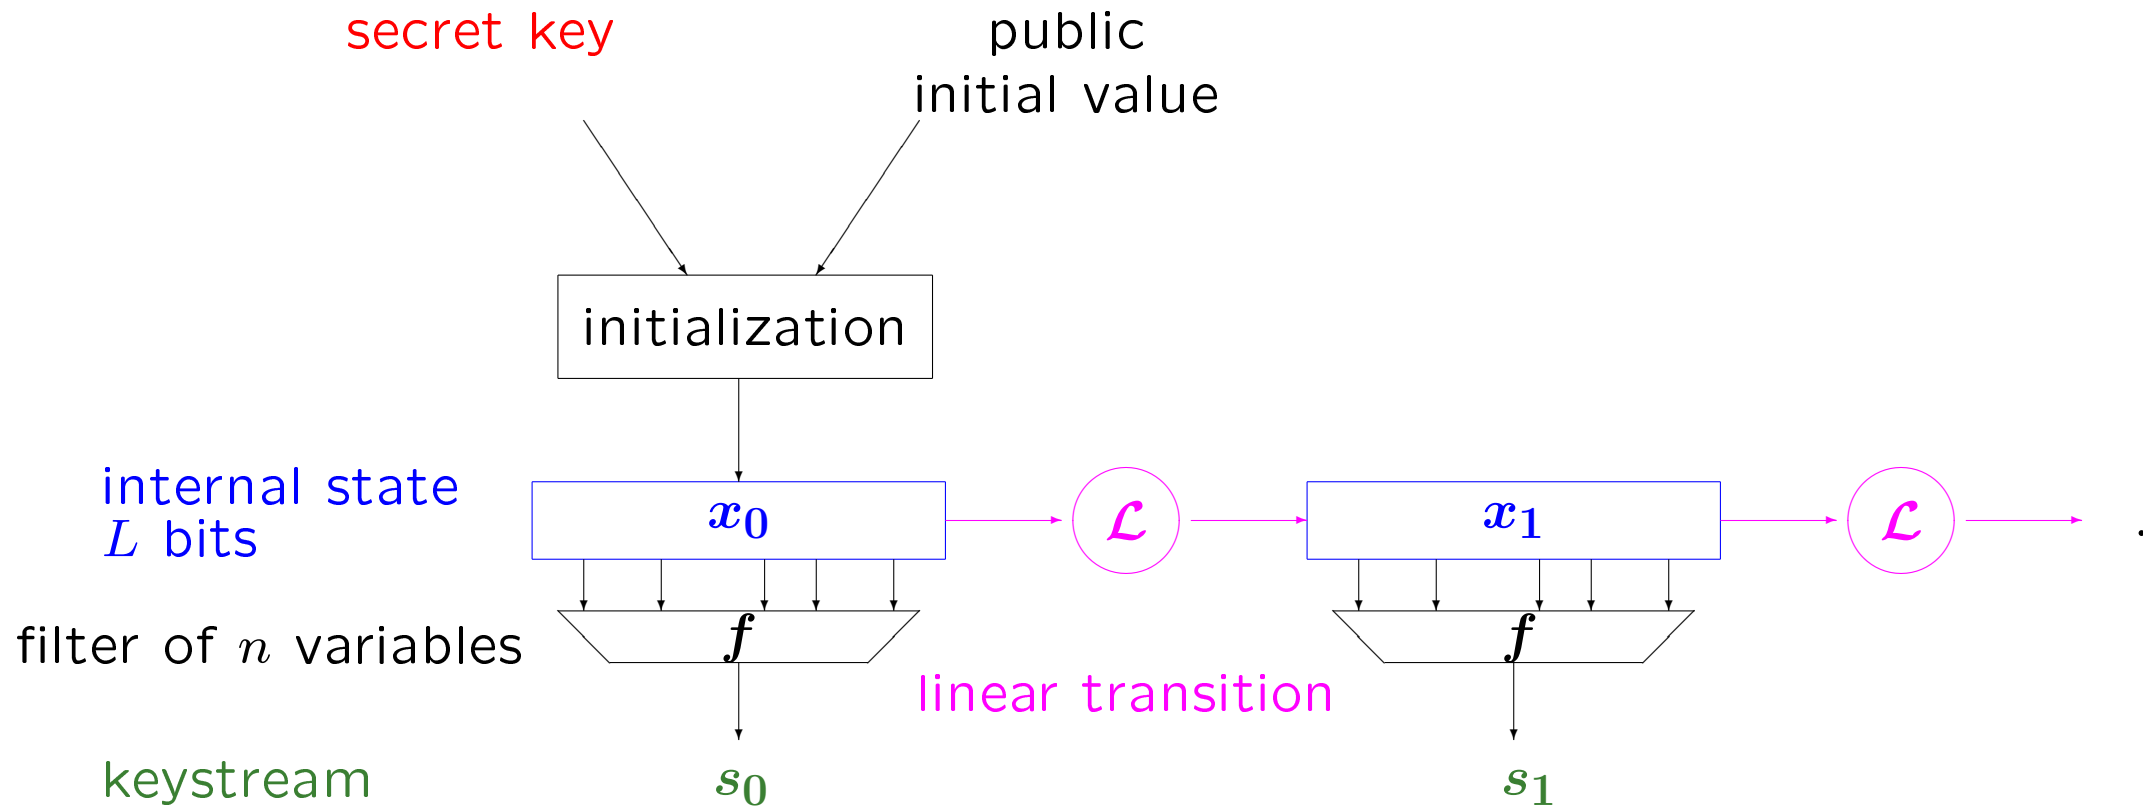 secret key
public
initial value
initialization
internal state
L bits
x₀
ℒ
x₁
ℒ
.
filter of n variables
f
f
linear transition
keystream
s₀
s₁